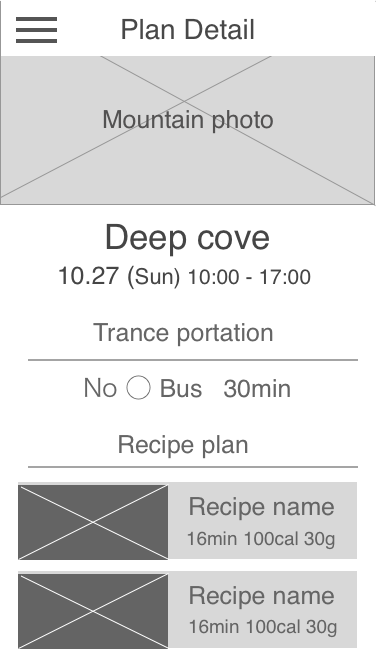 Plan Detail
Mountain photo
Deep cove
10.27 (Sun) 10:00 - 17:00
Trance portation
No ◯ Bus 30min
Recipe plan
Recipe name
16min 100cal 30g
Recipe name
16min 100cal 30g